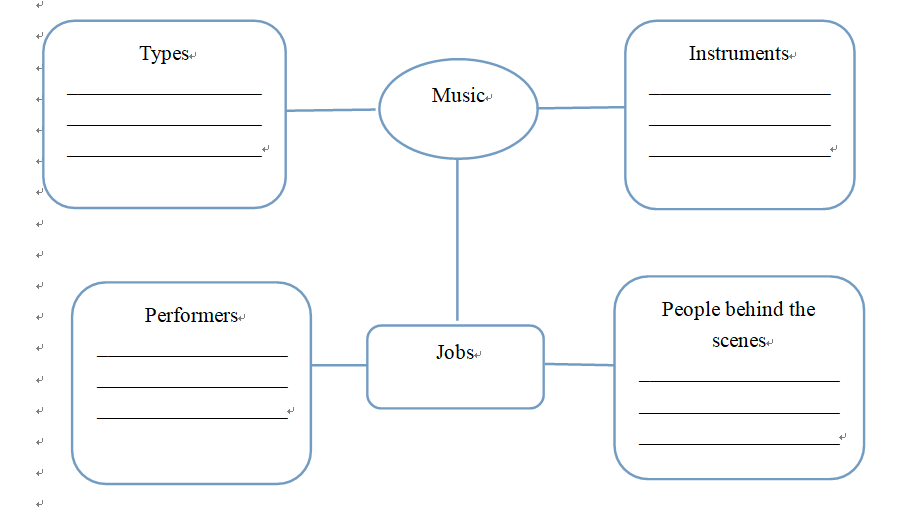 Types
Instruments
Music
Performers
People behind the
scenes
Jobs